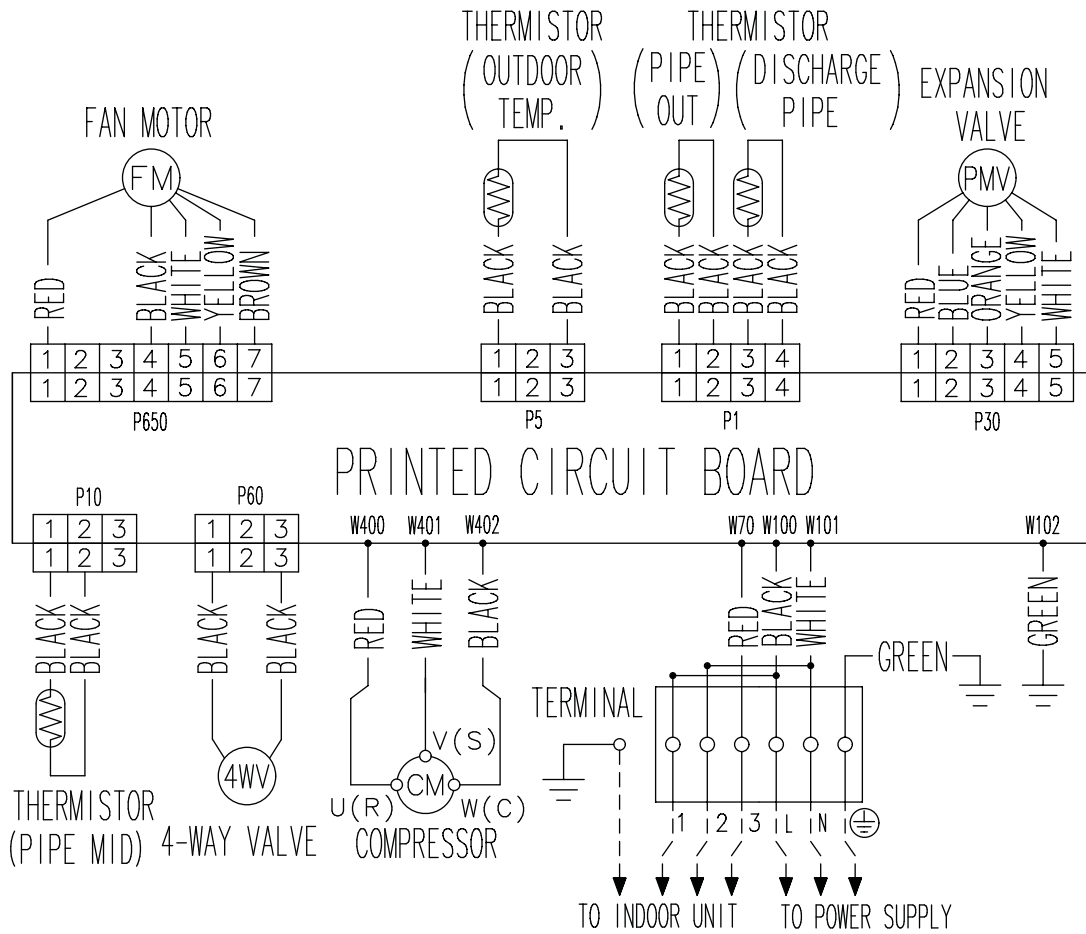 THERMISTOR
(OUTDOOR
TEMP.)
THERMISTOR
(PIPE
OUT)
(DISCHARGE
PIPE)
EXPANSION
VALVE
FAN MOTOR
FM
PMV
RED
BLACK
WHITE
YELLOW
BROWN
BLACK
BLACK
BLACK
BLACK
BLACK
BLACK
RED
BLUE
ORANGE
YELLOW
WHITE
1 2 3 4 5 6 7
1 2 3 4 5 6 7
P650
1 2 3
1 2 3
P5
1 2 3 4
1 2 3 4
P1
1 2 3 4 5
1 2 3 4 5
P30
PRINTED CIRCUIT BOARD
P10
1 2 3
1 2 3
P60
1 2 3
1 2 3
W400
W401
W402
W70
W100
W101
W102
BLACK
BLACK
BLACK
BLACK
RED
WHITE
BLACK
RED
BLACK
WHITE
GREEN
GREEN
TERMINAL
THERMISTOR
(PIPE MID)
4WV
4-WAY VALVE
V(S)
CM
U(R)
W(C)
COMPRESSOR
1 2 3 L N
TO INDOOR UNIT
TO POWER SUPPLY